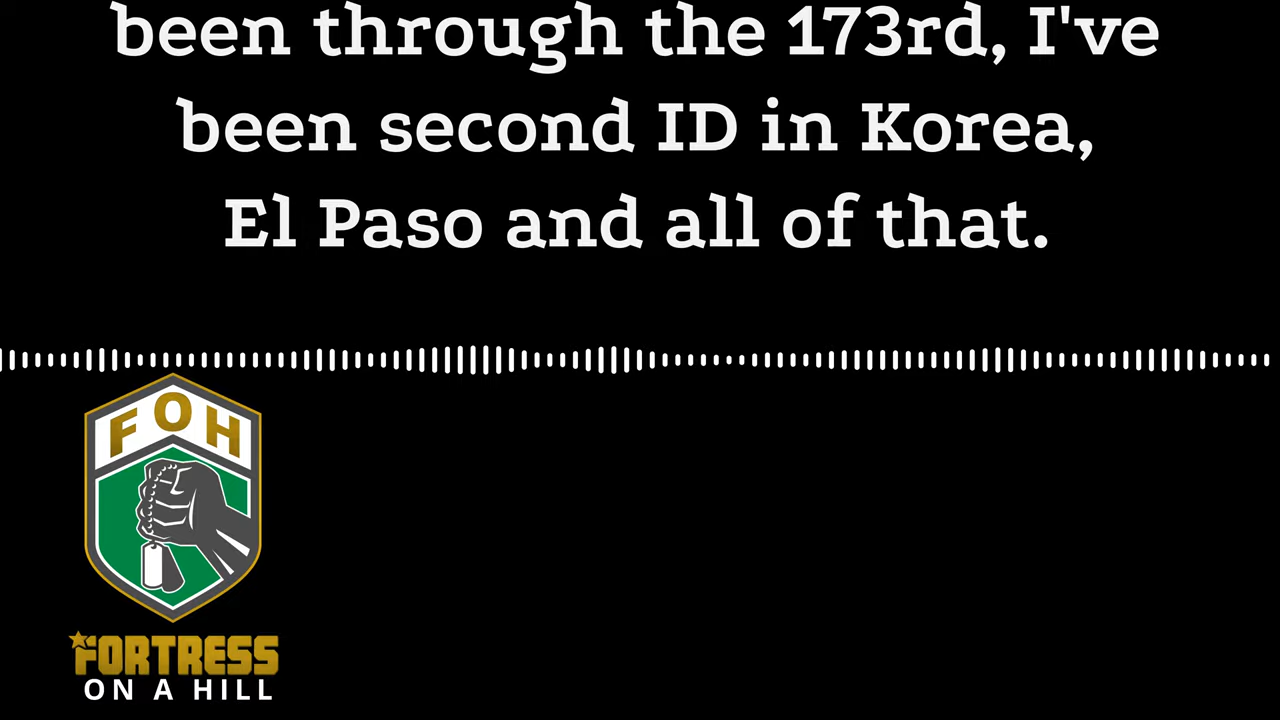 been through the 173rd, I've
been second ID in Korea,
El Paso and all of that.
FOH
FORTRESS
ON A HILL